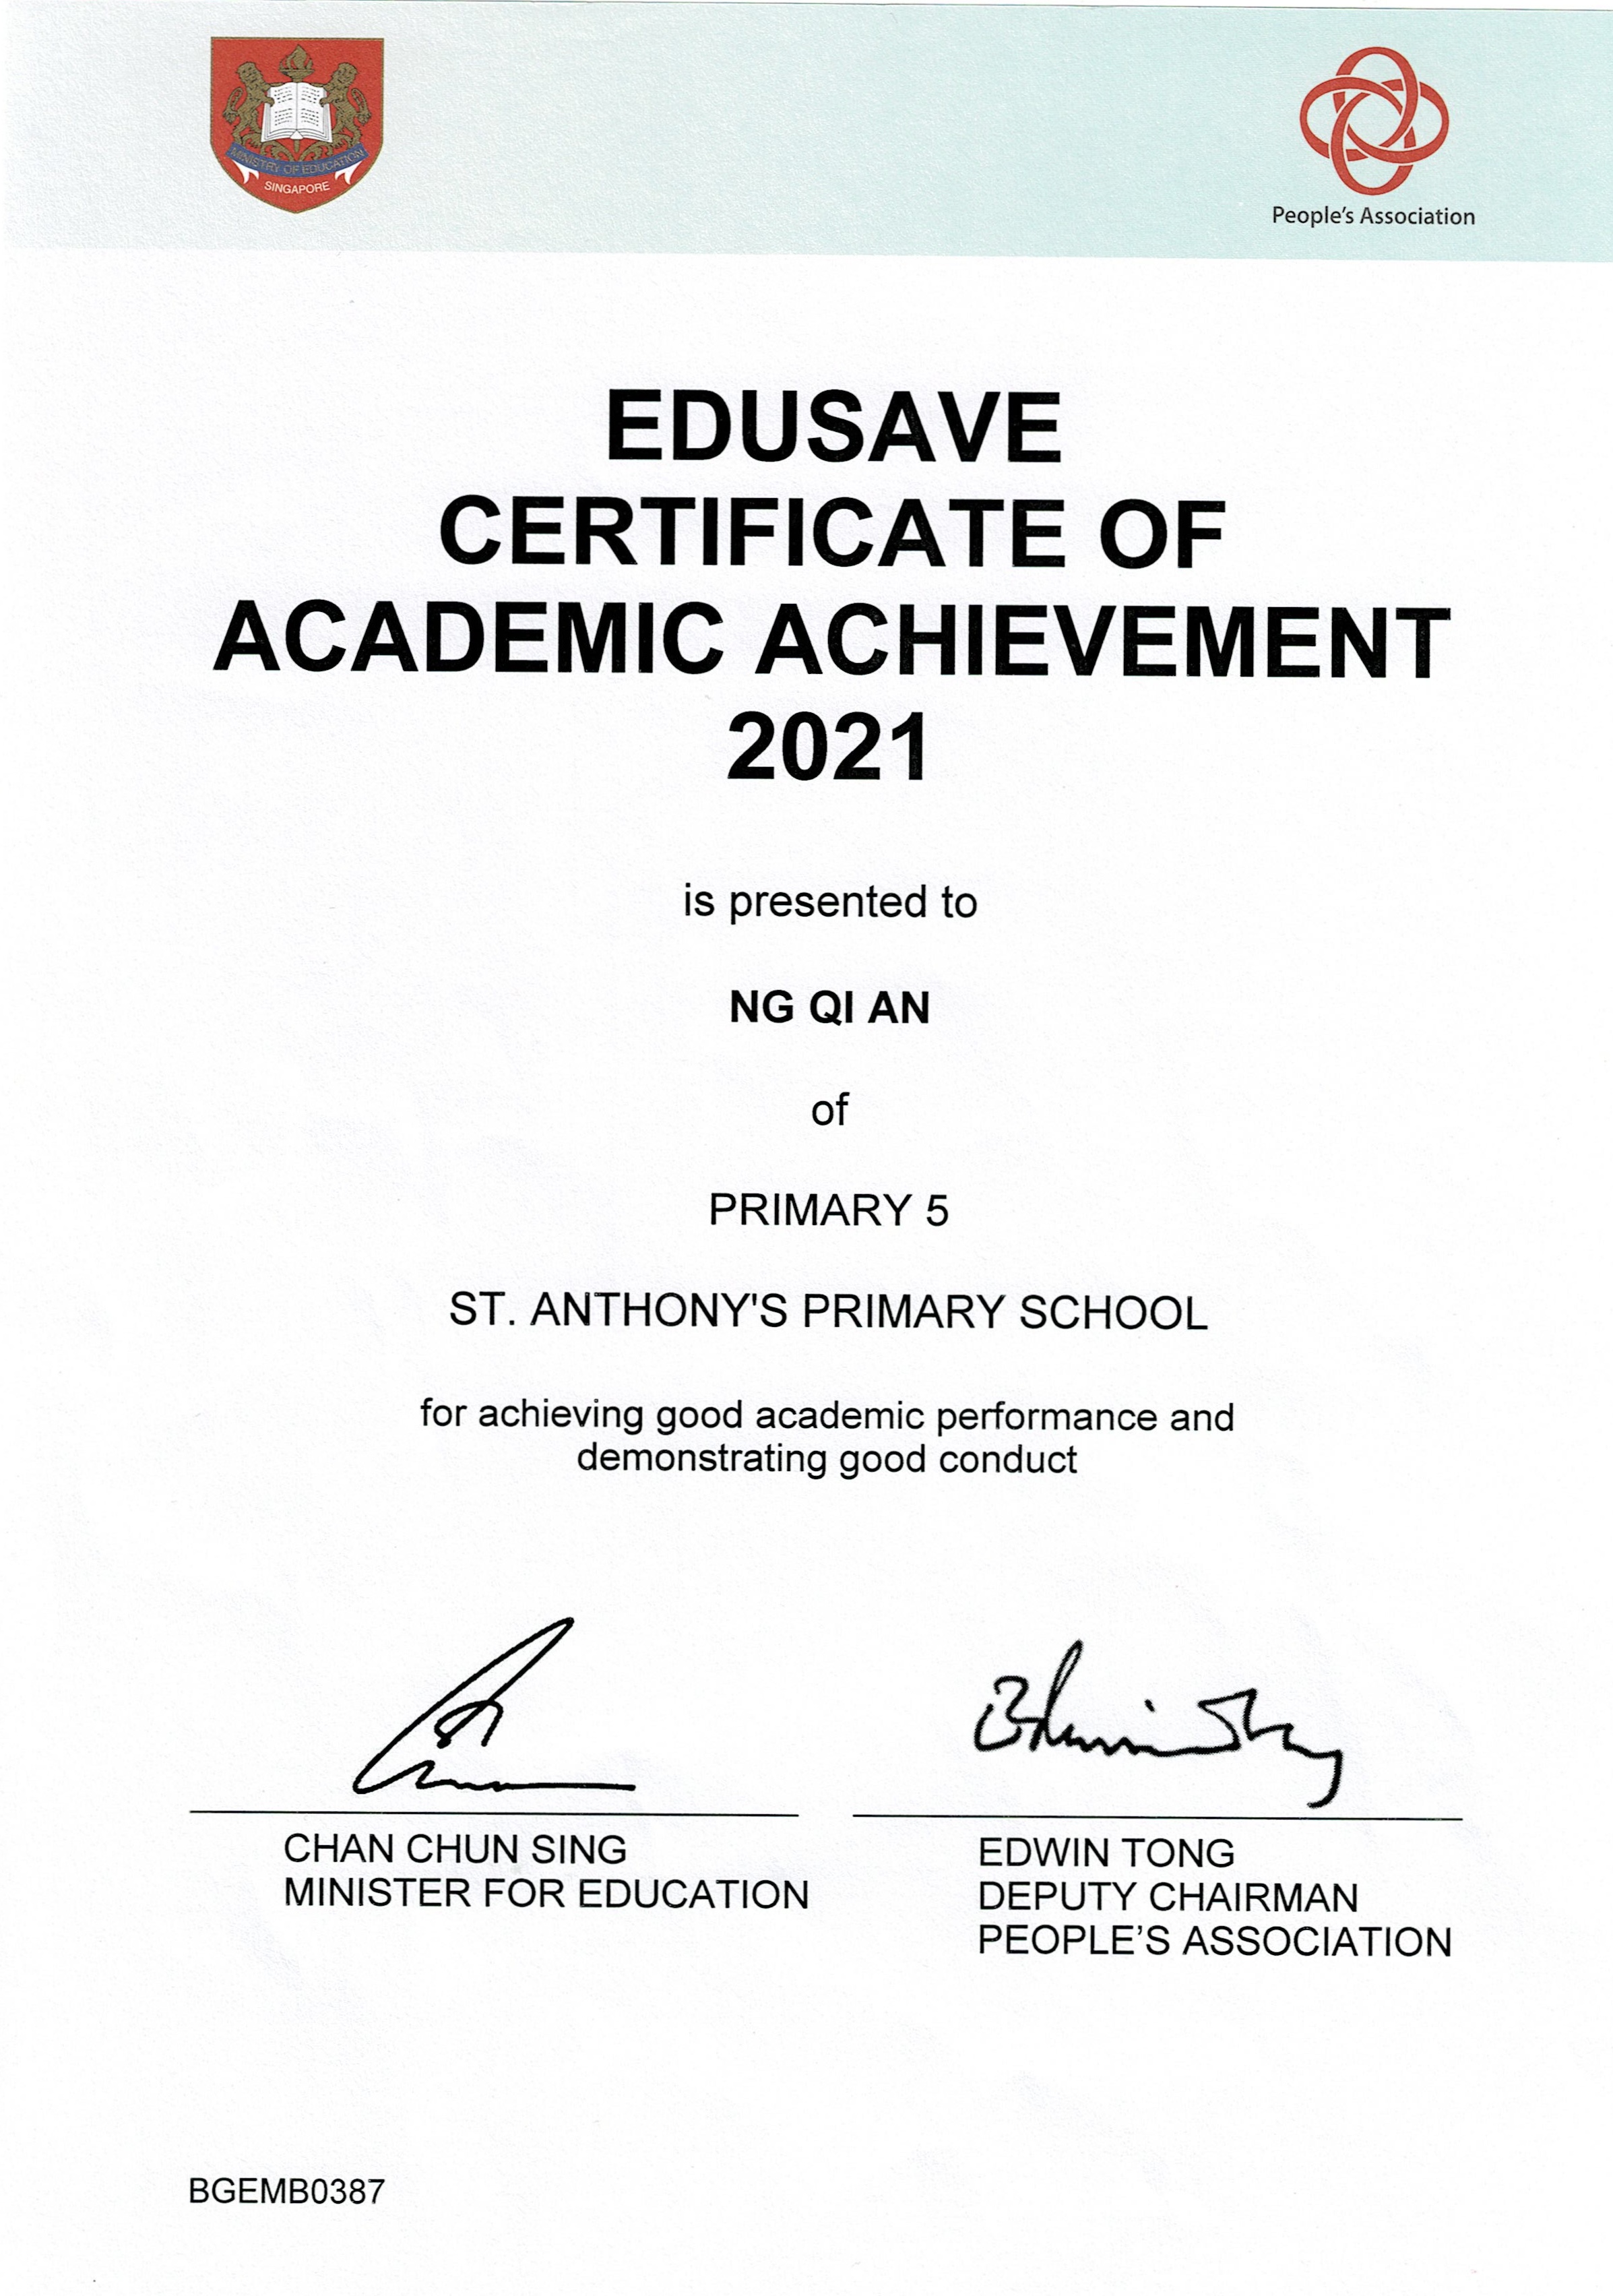 MINISTRY OF EDUCATION
SINGAPORE
People's Association
EDUSAVE
CERTIFICATE OF
ACADEMIC ACHIEVEMENT
2021
is presented to
NG QI AN
of
PRIMARY 5
ST. ANTHONY'S PRIMARY SCHOOL
for achieving good academic performance and
demonstrating good conduct
CHAN CHUN SING
MINISTER FOR EDUCATION
EDWIN TONG
DEPUTY CHAIRMAN
PEOPLE’S ASSOCIATION
BGEMB0387